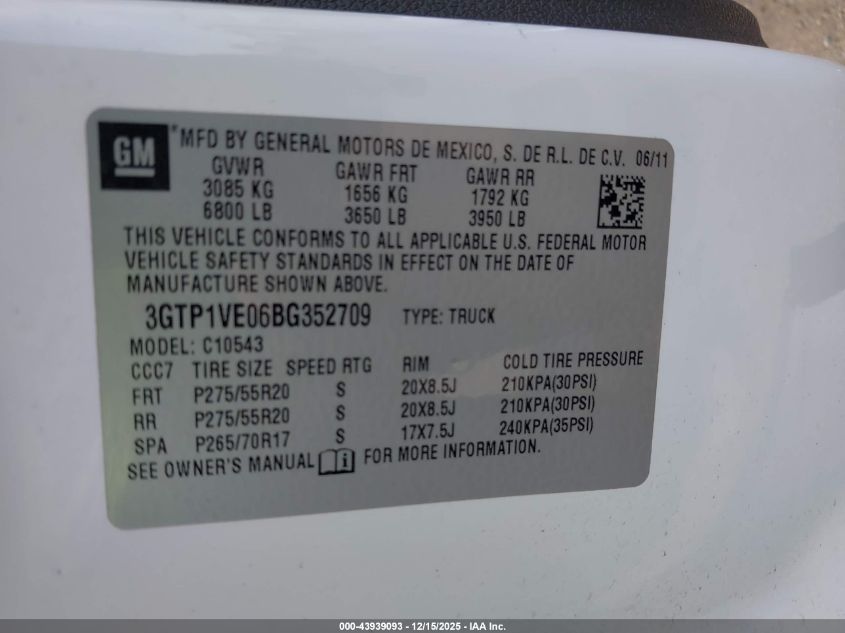 GM *MFD BY GENERAL MOTORS DE MEXICO, S. DE R.L. DE C.V. 06/11
GVWR GAWR FRT GAWR RR
3085 KG 1656 KG 1792 KG
6800 LB 3650 LB 3950 LB
THIS VEHICLE CONFORMS TO ALL APPLICABLE U.S. FEDERAL MOTOR
VEHICLE SAFETY STANDARDS IN EFFECT ON THE DATE OF
MANUFACTURE SHOWN ABOVE.
3GTP1VE06BG352709 TYPE: TRUCK
MODEL: C10543
CCC7 TIRE SIZE SPEED RTG RIM COLD TIRE PRESSURE
FRT P275/55R20 S 20X8.5J 210KPA(30PSI)
RR P275/55R20 S 20X8.5J 210KPA(30PSI)
SPA P265/70R17 S 17X7.5J 240KPA(35PSI)
SEE OWNER'S MANUAL i FOR MORE INFORMATION.
000-43939093 - 12/15/2025 - IAA Inc.